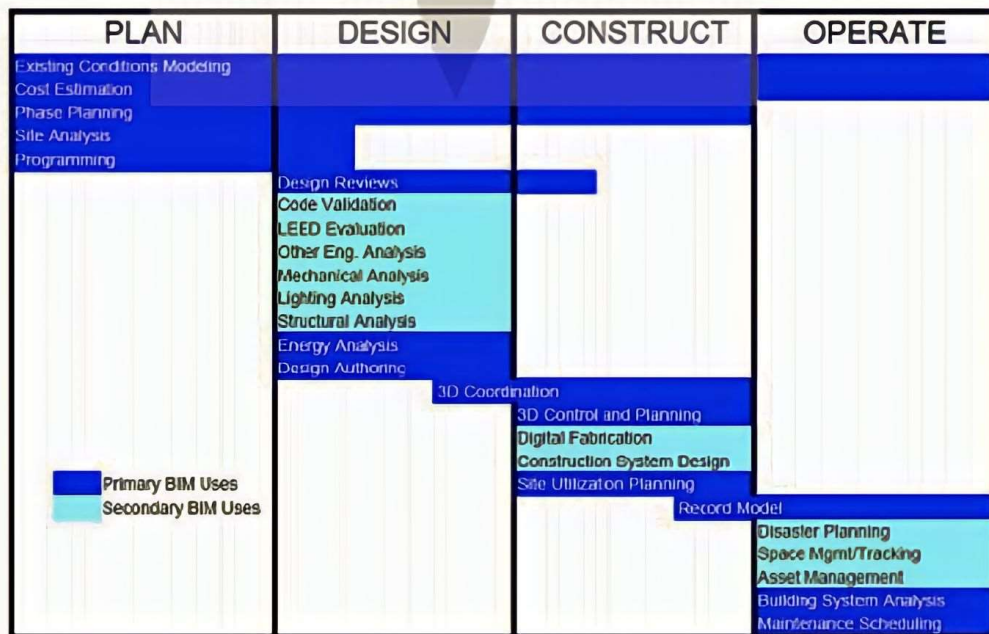 PLAN
DESIGN
CONSTRUCT
OPERATE
Existing Conditions Modeling
Cost Estimation
Phase Planning
Site Analysis
Programming
Design Reviews
Code Validation
LEED Evaluation
Other Eng. Analysis
Mechanical Analysis
Lighting Analysis
Structural Analysis
Energy Analysis
Design Authoring
3D Coordination
3D Control and Planning
Digital Fabrication
Construction System Design
Site Utilization Planning
Record Model
Disaster Planning
Space Mgmt/Tracking
Asset Management
Building System Analysis
Maintenance Scheduling
Primary BIM Uses
Secondary BIM Uses